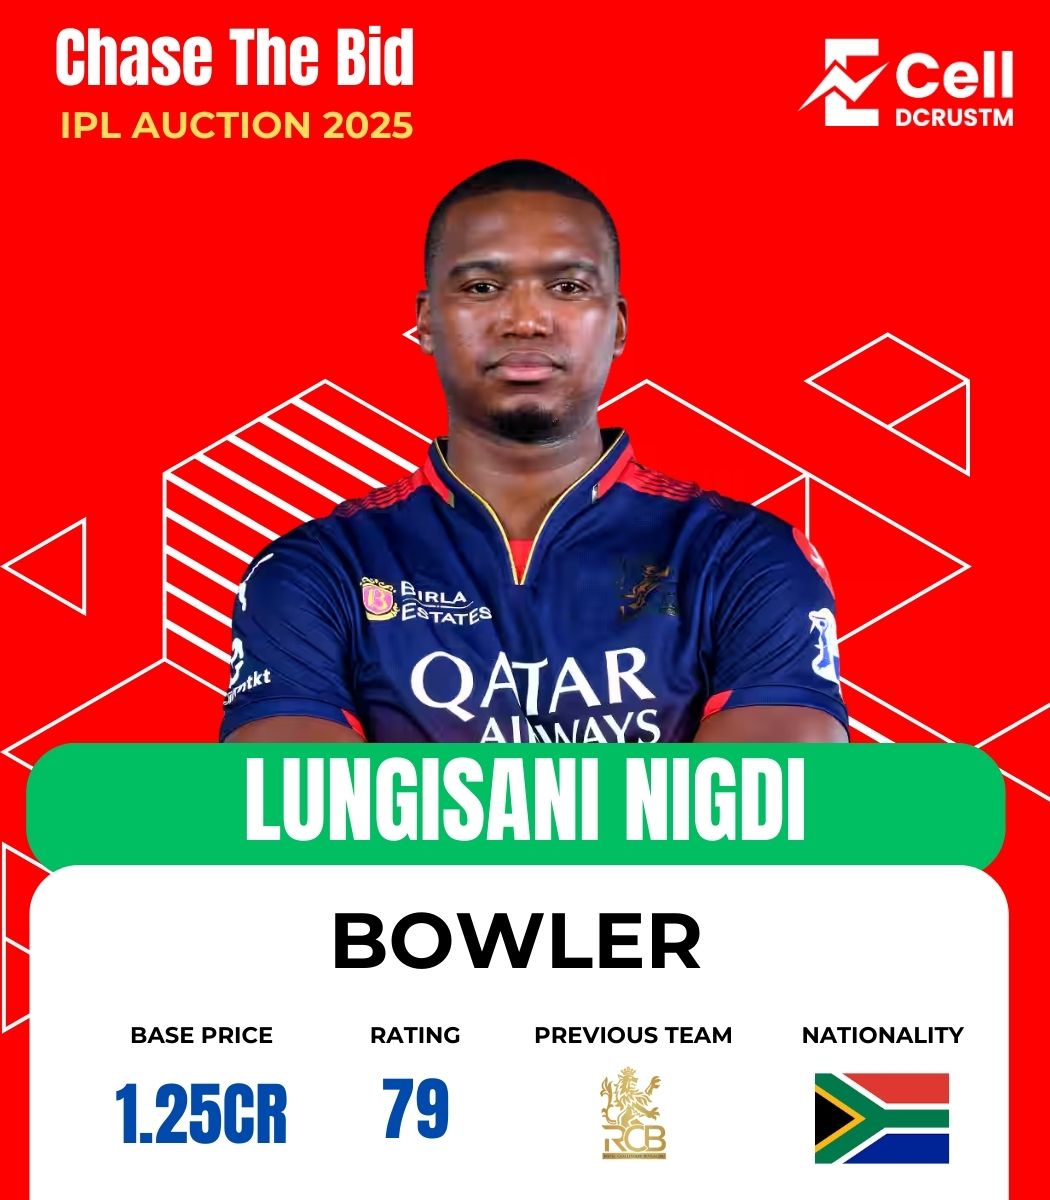 Chase The Bid
IPL AUCTION 2025
Cell
DCRUSTM
BIRLA
ESTATES
QATAR
AIRWAYS
LUNGISANI NIGDI
BOWLER
BASE PRICE
RATING
PREVIOUS TEAM
NATIONALITY
1.25CR
79
RCB